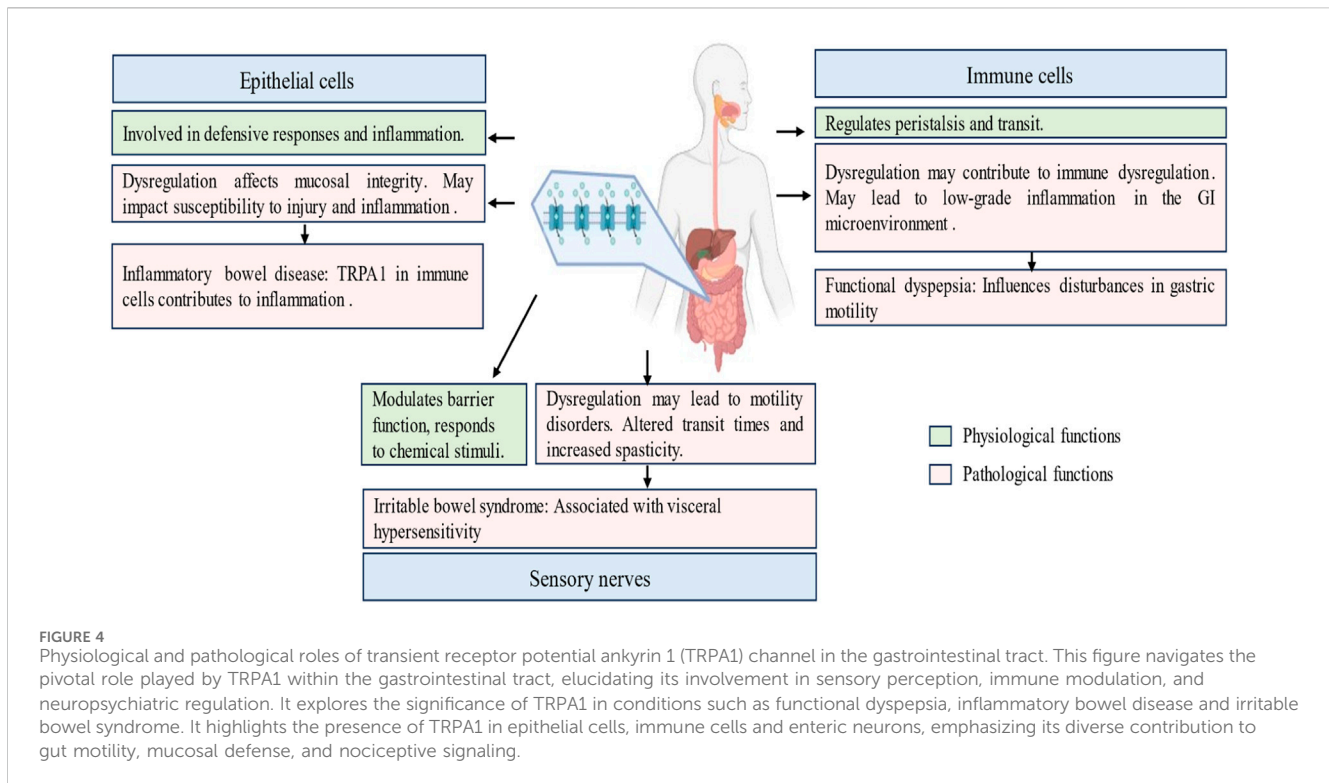 Epithelial cells
Involved in defensive responses and inflammation.
Dysregulation affects mucosal integrity. May
impact susceptibility to injury and inflammation .
Inflammatory bowel disease: TRPA1 in immune
cells contributes to inflammation .
Immune cells
Regulates peristalsis and transit.
Dysregulation may contribute to immune dysregulation .
May lead to low-grade inflammation in the GI
microenvironment .
Functional dyspepsia: Influences disturbances in gastric
motility
Modulates barrier
function, responds
to chemical stimuli.
Dysregulation may lead to motility
disorders. Altered transit times and
increased spasticity.
Irritable bowel syndrome: Associated with visceral
hypersensitivity
Sensory nerves
Physiological functions
Pathological functions
FIGURE 4
Physiological and pathological roles of transient receptor potential ankyrin 1 (TRPA1) channel in the gastrointestinal tract. This figure navigates the
pivotal role played by TRPA1 within the gastrointestinal tract, elucidating its involvement in sensory perception, immune modulation, and
neuropsychiatric regulation. It explores the significance of TRPA1 in conditions such as functional dyspepsia, inflammatory bowel disease and irritable
bowel syndrome. It highlights the presence of TRPA1 in epithelial cells, immune cells and enteric neurons, emphasizing its diverse contribution to
gut motility, mucosal defense, and nociceptive signaling.